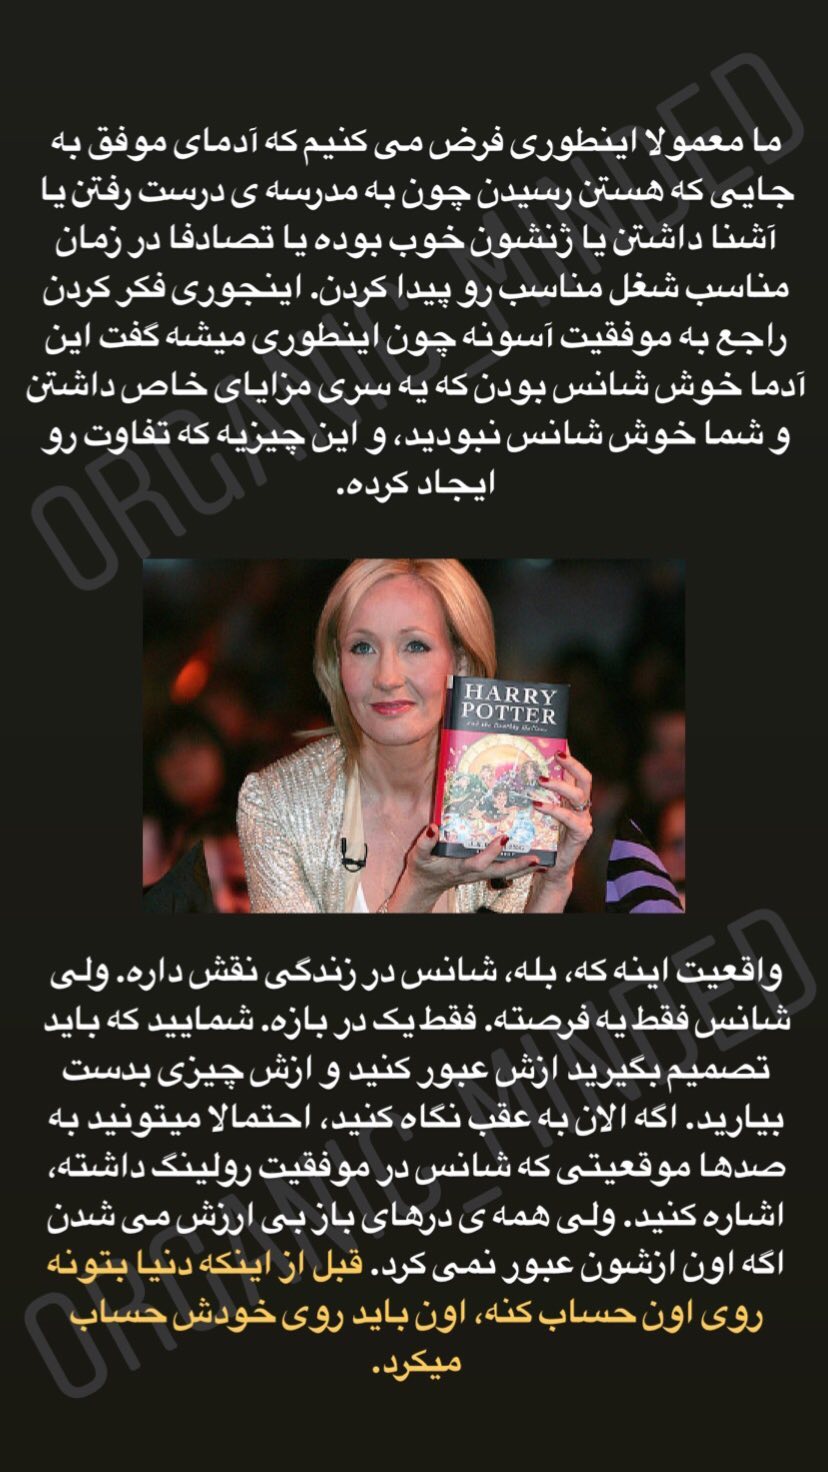 ORGANIC_MINDED
ما معمولا اینطوری فرض می کنیم که آدمای موفق به
جایی که هستن رسیدن چون به مدرسه ی درست رفتن یا
آشنا داشتن یا ژنشون خوب بوده یا تصادفا در زمان
مناسب شغل مناسب رو پیدا کردن. اینجوری فکر کردن
راجع به موفقیت آسونه چون اینطوری میشه گفت این
آدما خوش شانس بودن که یه سری مزایای خاص داشتن
و شما خوش شانس نبودید، و این چیزیه که تفاوت رو
ایجاد کرده.
HARRY
POTTER
and the Deathly Hallows
J. K. ROWLING
واقعیت اینه که، بله، شانس در زندگی نقش داره. ولی
شانس فقط یه فرصته. فقط یک در بازه. شمایید که باید
تصمیم بگیرید ازش عبور کنید و ازش چیزی بدست
بیارید. اگه الان به عقب نگاه کنید، احتمالا میتونید به
صدها موقعیتی که شانس در موفقیت رولینگ داشته،
اشاره کنید. ولی همه ی درهای باز بی ارزش می شدن
اگه اون ازشون عبور نمی کرد. قبل از اینکه دنیا بتونه
روی اون حساب کنه، اون باید روی خودش حساب
میکرد.
ORGANIC_MINDED